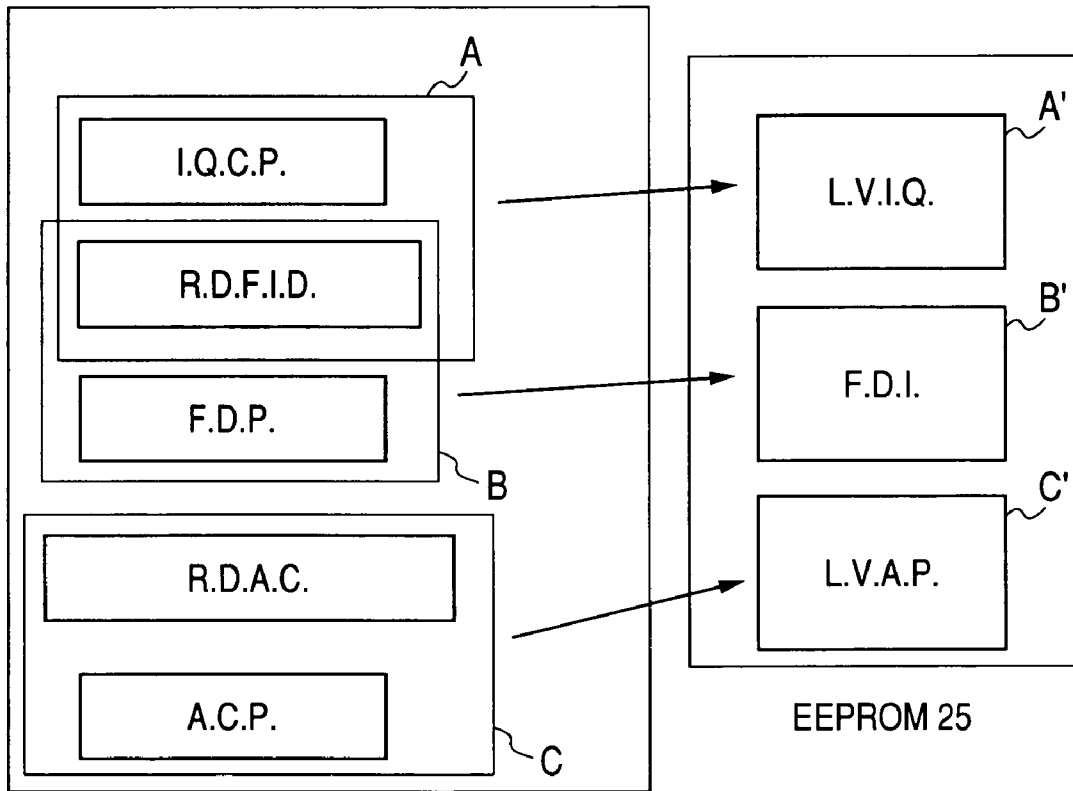 A
I.Q.C.P.
R.D.F.I.D.
F.D.P.
B
R.D.A.C.
A.C.P.
C
A'
L.V.I.Q.
B'
F.D.I.
C'
L.V.A.P.
EEPROM 25